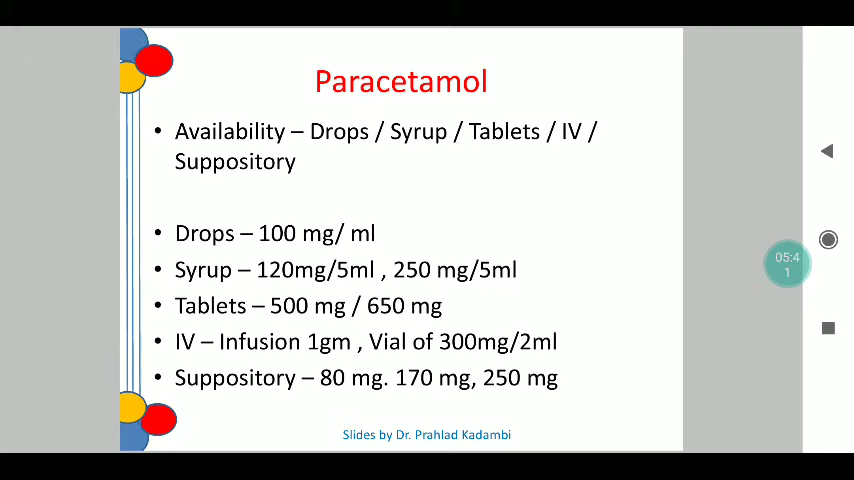 Paracetamol
• Availability – Drops / Syrup / Tablets / IV /
Suppository
• Drops – 100 mg/ ml
• Syrup – 120mg/5ml , 250 mg/5ml
• Tablets – 500 mg / 650 mg
• IV – Infusion 1gm , Vial of 300mg/2ml
• Suppository – 80 mg. 170 mg, 250 mg
Slides by Dr. Prahlad Kadambi
05:4
1